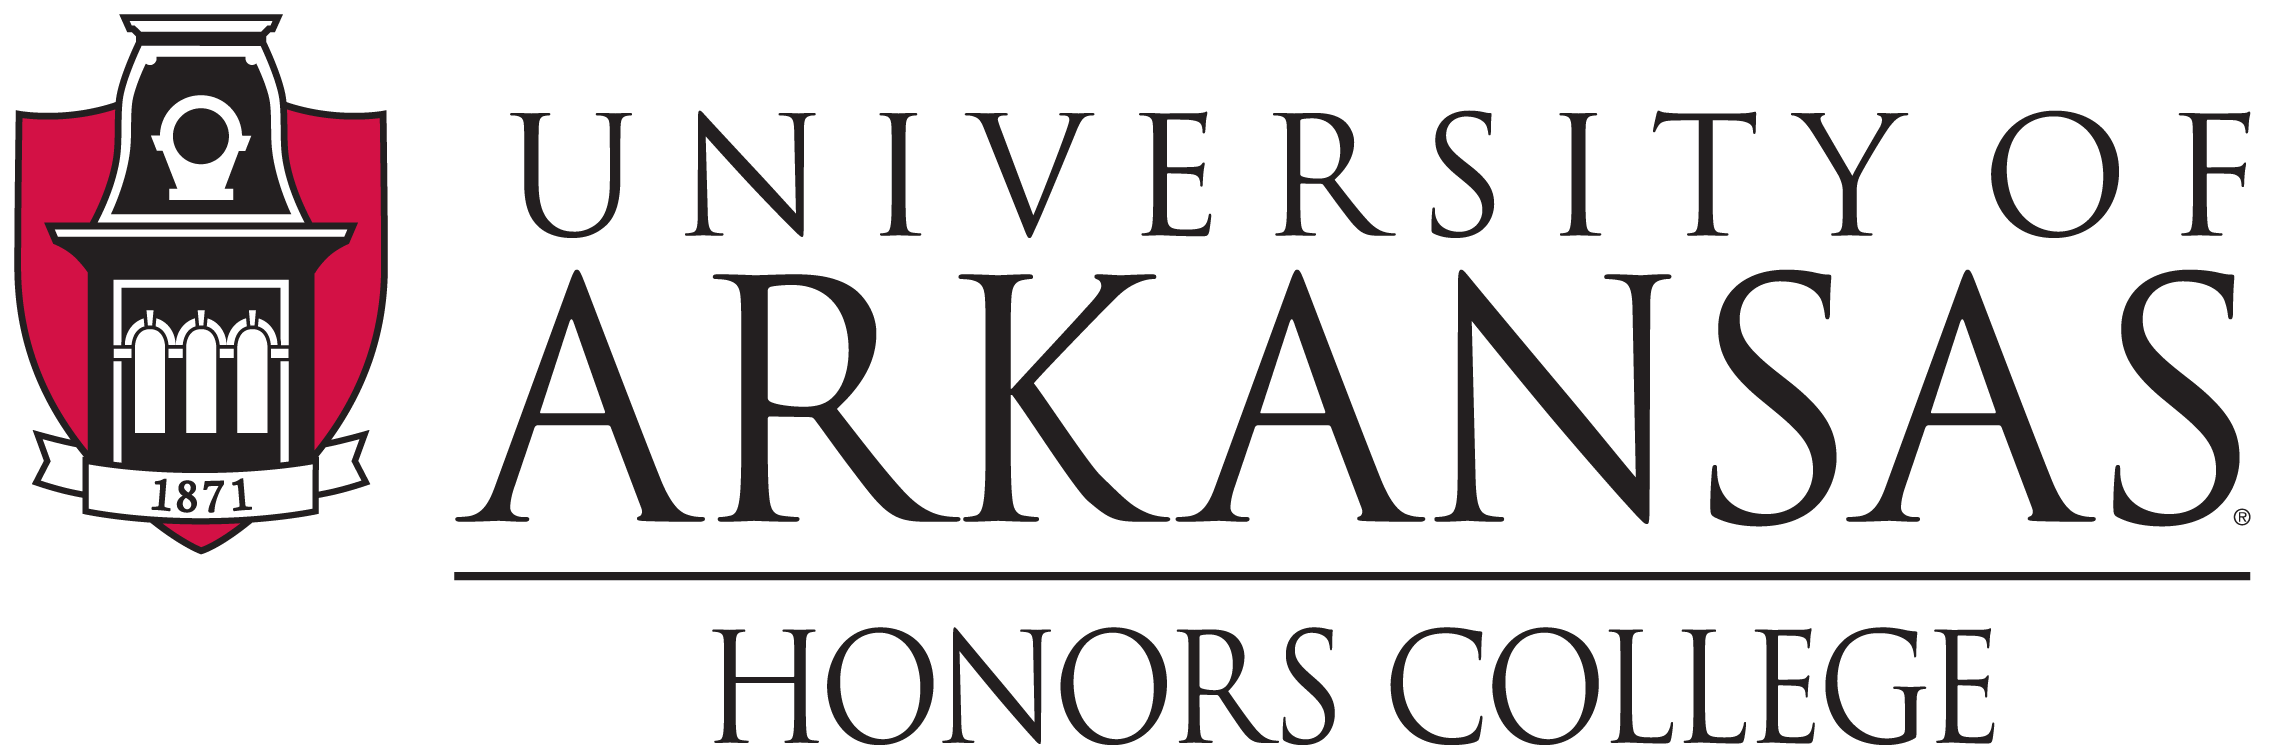 UNIVERSITY OF
ARKANSAS®
HONORS COLLEGE
1871